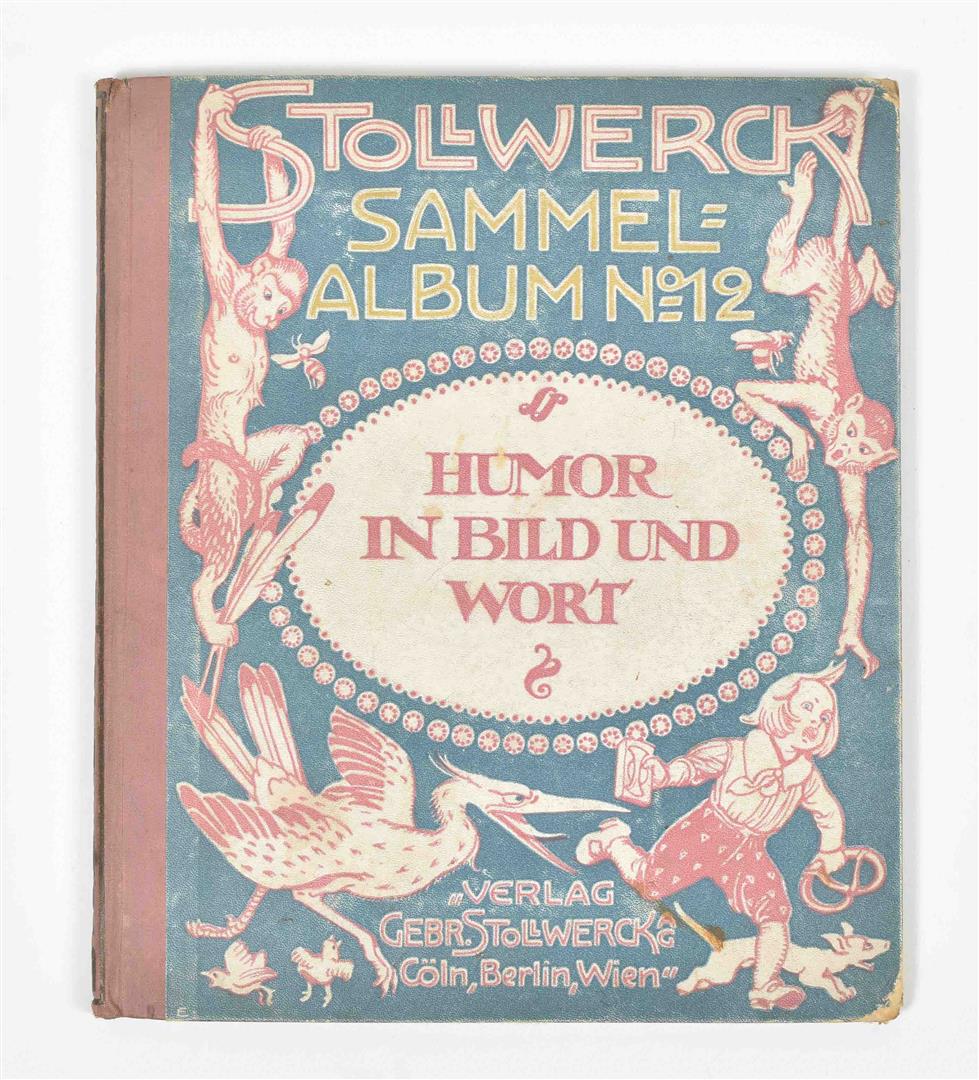 STOLLWERCK
SAMMEL=
ALBUM No 12
HUMOR
IN BILD UND
WORT
„VERLAG
GEBR. STOLLWERCK AG
Cöln, Berlin, Wien“
E